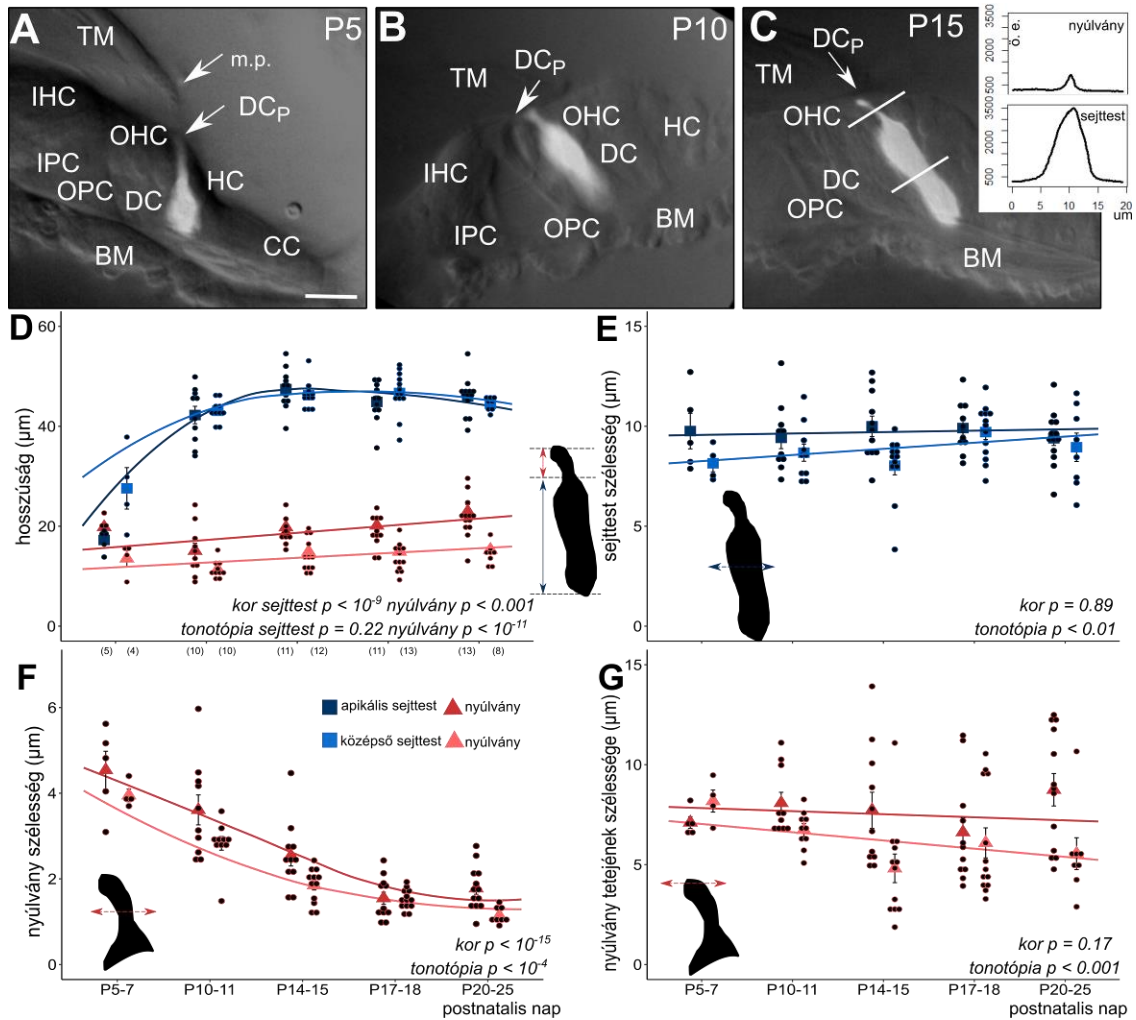 A
P5
TM
m.p.
IHC
DCP
OHC
IPC
HC
OPC
DC
BM
CC
B
P10
DCP
TM
OHC
HC
DC
IHC
OPC
BM
IPC
C
P15
DCP
TM
OHC
DC
OPC
BM
ö. e.
nyúlvány
3500
2000
500
sejttest
3500
2000
500
0 5 10 15 20
um
D
hosszúság (µm)
60
40
20
0
kor sejttest p < 10-9 nyúlvány p < 0.001
tonotópia sejttest p = 0.22 nyúlvány p < 10-11
(5) (4) (10) (10) (11) (12) (11) (13) (13) (8)
E
sejttest szélesség (µm)
15
10
5
0
kor p = 0.89
tonotópia p < 0.01
F
nyúlvány szélesség (µm)
6
4
2
0
apikális sejttest nyúlvány
középső sejttest nyúlvány
kor p < 10-15
tonotópia p < 10-4
P5-7 P10-11 P14-15 P17-18 P20-25
postnatalis nap
G
nyúlvány tetejének szélessége (µm)
15
10
5
0
kor p = 0.17
tonotópia p < 0.001
P5-7 P10-11 P14-15 P17-18 P20-25
postnatalis nap